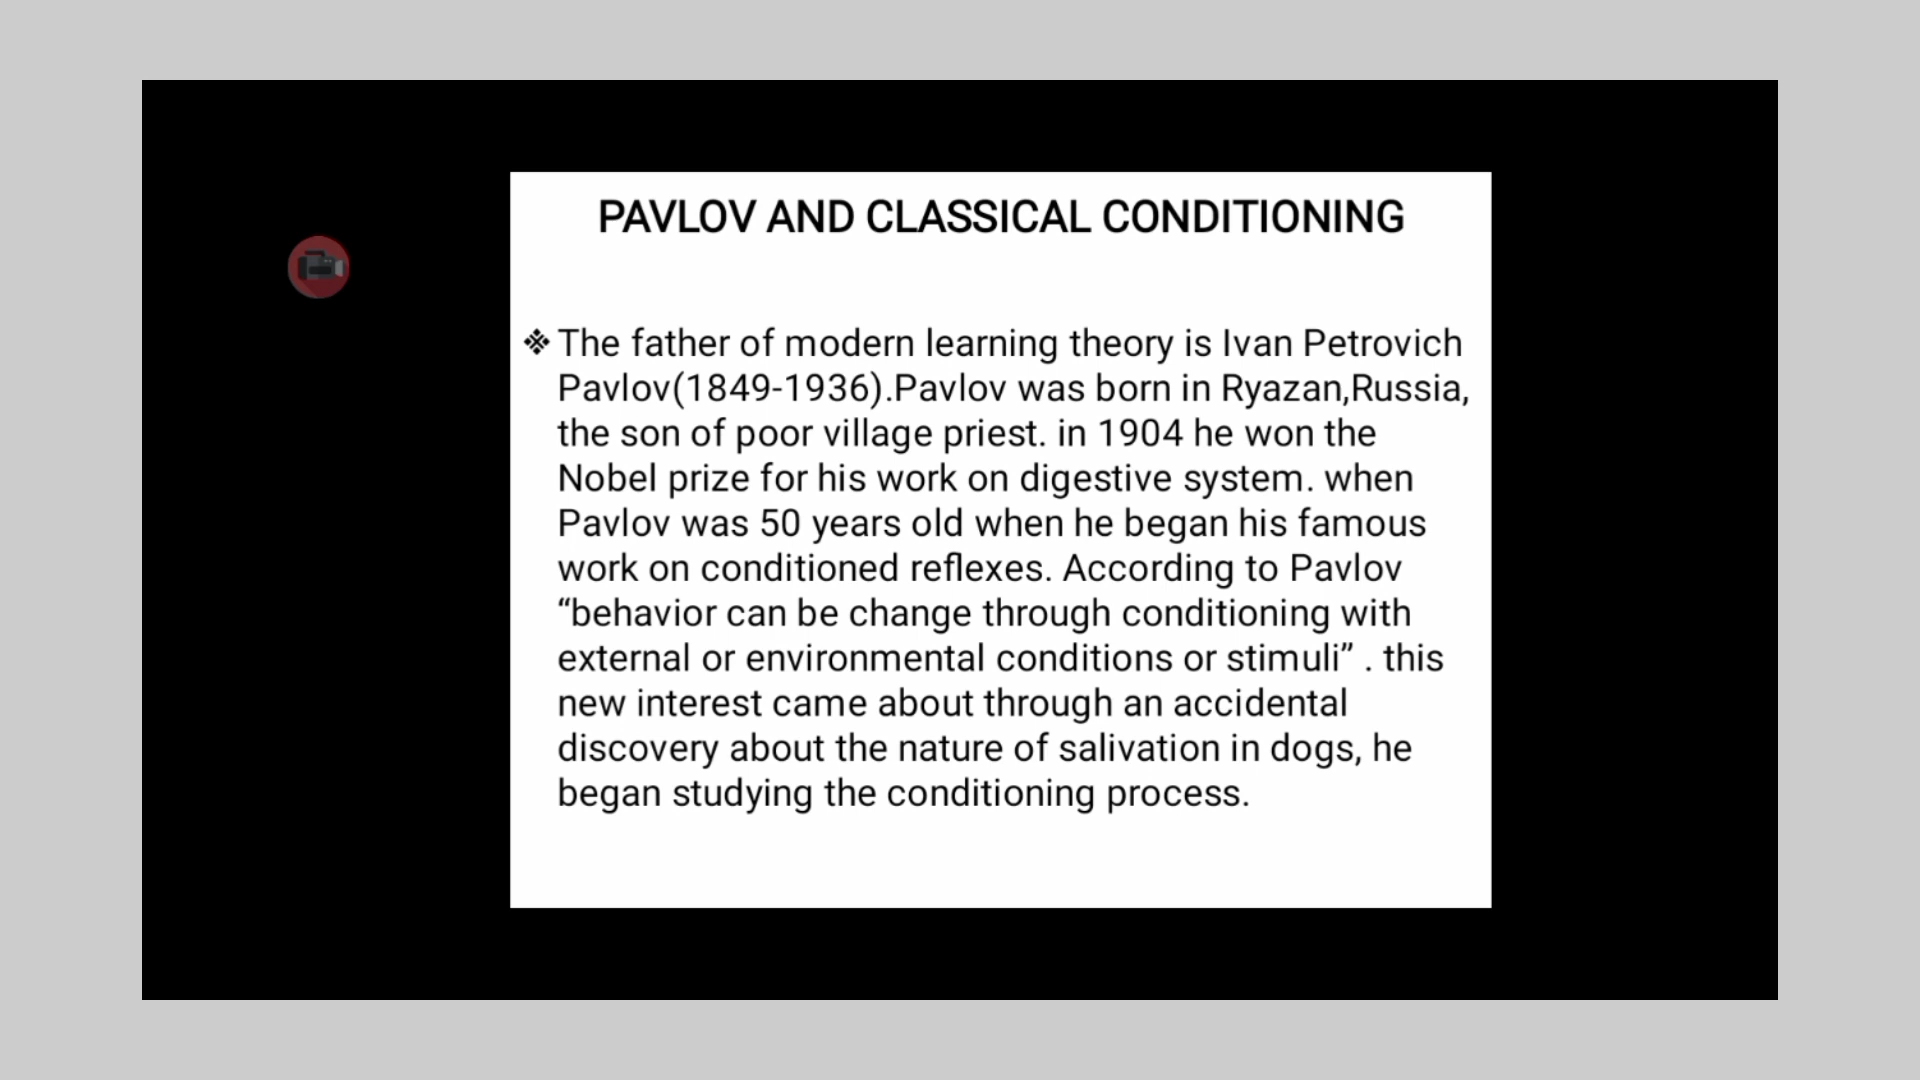 PAVLOV AND CLASSICAL CONDITIONING
❖ The father of modern learning theory is Ivan Petrovich
Pavlov(1849-1936).Pavlov was born in Ryazan,Russia,
the son of poor village priest. in 1904 he won the
Nobel prize for his work on digestive system. when
Pavlov was 50 years old when he began his famous
work on conditioned reflexes. According to Pavlov
“behavior can be change through conditioning with
external or environmental conditions or stimuli” . this
new interest came about through an accidental
discovery about the nature of salivation in dogs, he
began studying the conditioning process.